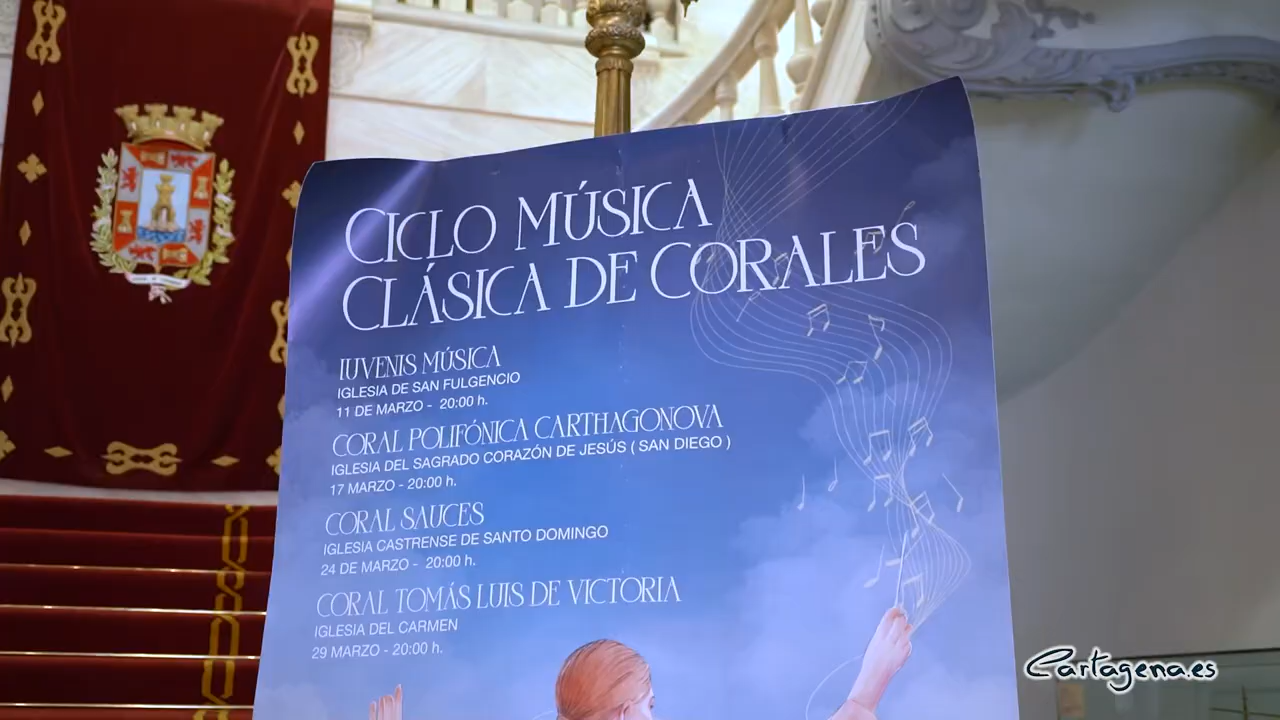 CICLO MÚSICA
CLÁSICA DE CORALES
IUVENIS MÚSICA
IGLESIA DE SAN FULGENCIO
11 DE MARZO - 20:00 h.
CORAL POLIFÓNICA CARTHAGONOVA
IGLESIA DEL SAGRADO CORAZÓN DE JESÚS ( SAN DIEGO )
17 MARZO - 20:00 h.
CORAL SAUCES
IGLESIA CASTRENSE DE SANTO DOMINGO
24 DE MARZO - 20:00 h.
CORAL TOMÁS LUIS DE VICTORIA
IGLESIA DEL CARMEN
29 MARZO - 20:00 h.
Cartagena.es